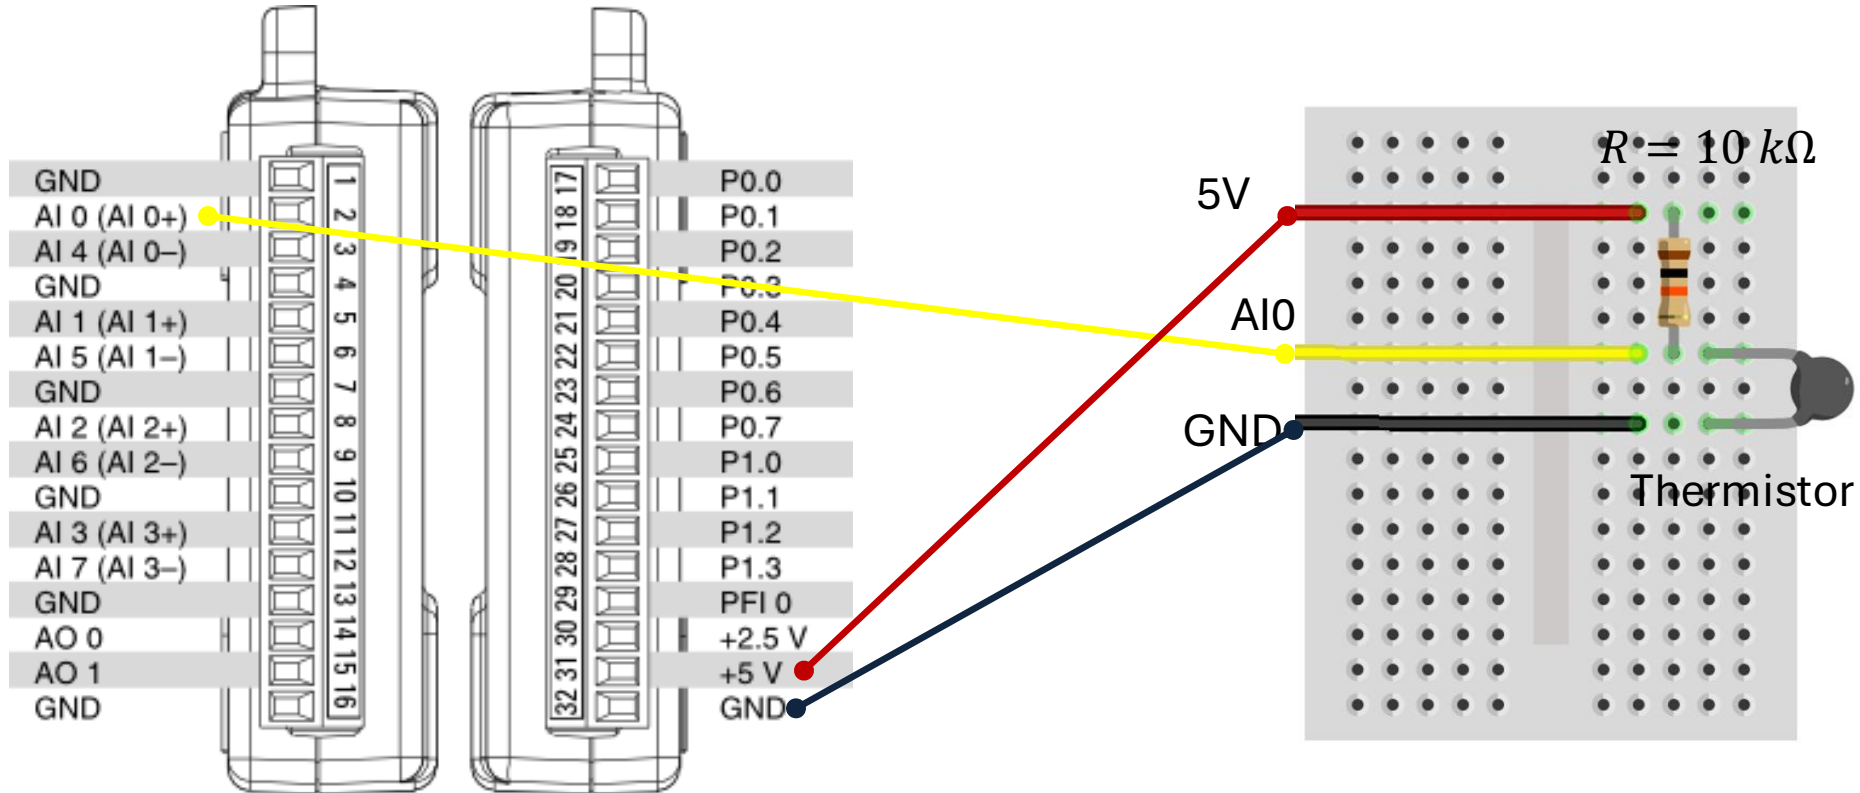 GND
AI 0 (AI 0+)
AI 4 (AI 0–)
GND
AI 1 (AI 1+)
AI 5 (AI 1–)
GND
AI 2 (AI 2+)
AI 6 (AI 2–)
GND
AI 3 (AI 3+)
AI 7 (AI 3–)
GND
AO 0
AO 1
GND
1
2
3
4
5
6
7
8
9
10
11
12
13
14
15
16
17
18
19
20
21
22
23
24
25
26
27
28
29
30
31
32
P0.0
P0.1
P0.2
P0.3
P0.4
P0.5
P0.6
P0.7
P1.0
P1.1
P1.2
P1.3
PFI 0
+2.5 V
+5 V
GND
5V
AI0
GND
R = 10 kΩ
Thermistor